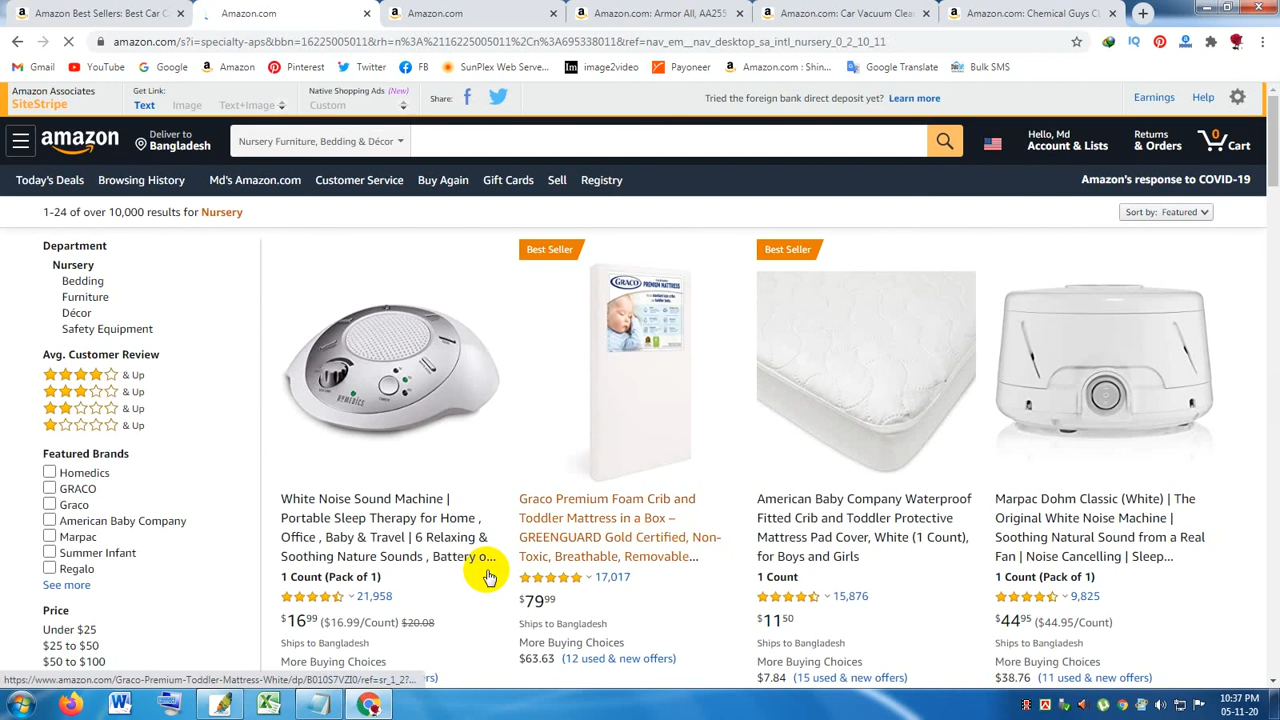 Amazon Best Sellers: Best Car C
Amazon.com
Amazon.com
Amazon.com: Armor All, AA255
Amazon.com: Car Vacuum Clea
Amazon.com: Chemical Guys C
amazon.com/s?i=specialty-aps&bbn=16225005011&rh=n%3A%2116225005011%2Cn%3A695338011&ref=nav_em__nav_desktop_sa_intl_nursery_0_2_10_11
Gmail YouTube Google Amazon Pinterest Twitter FB SunPlex Web Serve... image2video Payoneer Amazon.com : Shin... Google Translate Bulk SMS
Amazon Associates
SiteStripe
Get Link:
Text Image Text+Image
Native Shopping Ads (New)
Custom
Share:
Tried the foreign bank direct deposit yet? Learn more
Earnings Help
amazon
Deliver to
Bangladesh
Nursery Furniture, Bedding & Décor
Hello, Md
Account & Lists
Returns
& Orders
0
Cart
Today's Deals Browsing History Md's Amazon.com Customer Service Buy Again Gift Cards Sell Registry
Amazon's response to COVID-19
1-24 of over 10,000 results for Nursery
Sort by: Featured
Department
Nursery
Bedding
Furniture
Décor
Safety Equipment
Avg. Customer Review
& Up
& Up
& Up
& Up
Featured Brands
Homedics
GRACO
Graco
American Baby Company
Marpac
Summer Infant
Regalo
See more
Price
Under $25
$25 to $50
$50 to $100
HOMEDICS
White Noise Sound Machine |
Portable Sleep Therapy for Home ,
Office , Baby & Travel | 6 Relaxing &
Soothing Nature Sounds , Battery o...
1 Count (Pack of 1)
21,958
$16.99 ($16.99/Count) $20.08
Ships to Bangladesh
More Buying Choices
Best Seller
GRACO
PREMIUM MATTRESS
Graco Premium Foam Crib and
Toddler Mattress in a Box –
GREENGUARD Gold Certified, Non-
Toxic, Breathable, Removable...
17,017
$79.99
Ships to Bangladesh
More Buying Choices
$63.63 (12 used & new offers)
Best Seller
American Baby Company Waterproof
Fitted Crib and Toddler Protective
Mattress Pad Cover, White (1 Count),
for Boys and Girls
1 Count
15,876
$11.50
Ships to Bangladesh
More Buying Choices
$7.84 (15 used & new offers)
Marpac Dohm Classic (White) | The
Original White Noise Machine |
Soothing Natural Sound from a Real
Fan | Noise Cancelling | Sleep...
1 Count (Pack of 1)
9,825
$44.95 ($44.95/Count)
Ships to Bangladesh
More Buying Choices
$38.76 (11 used & new offers)
https://www.amazon.com/Graco-Premium-Toddler-Mattress-White/dp/B010S7VZI0/ref=sr_1_2?...
ers)
10:37 PM
05-11-20